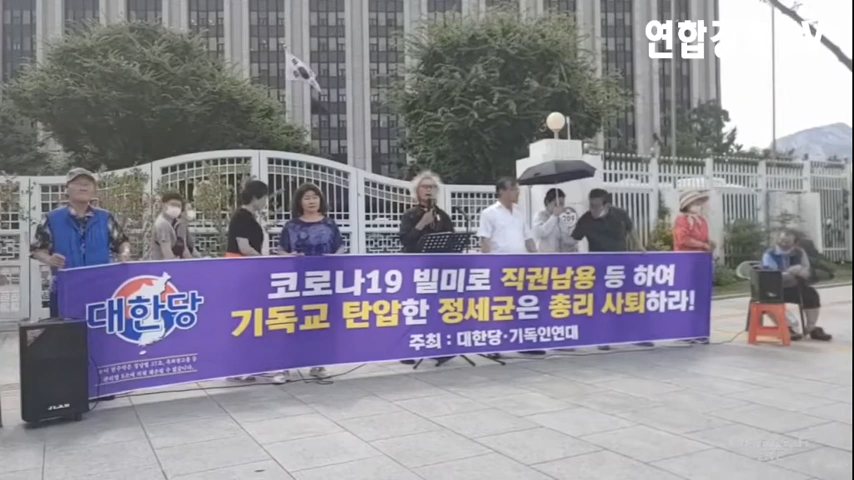 대한당
코로나19 빌미로 직권남용 등 하여
기독교 탄압한 정세균은 총리 사퇴하라!
주최 : 대한당·기독인연대
JLAB